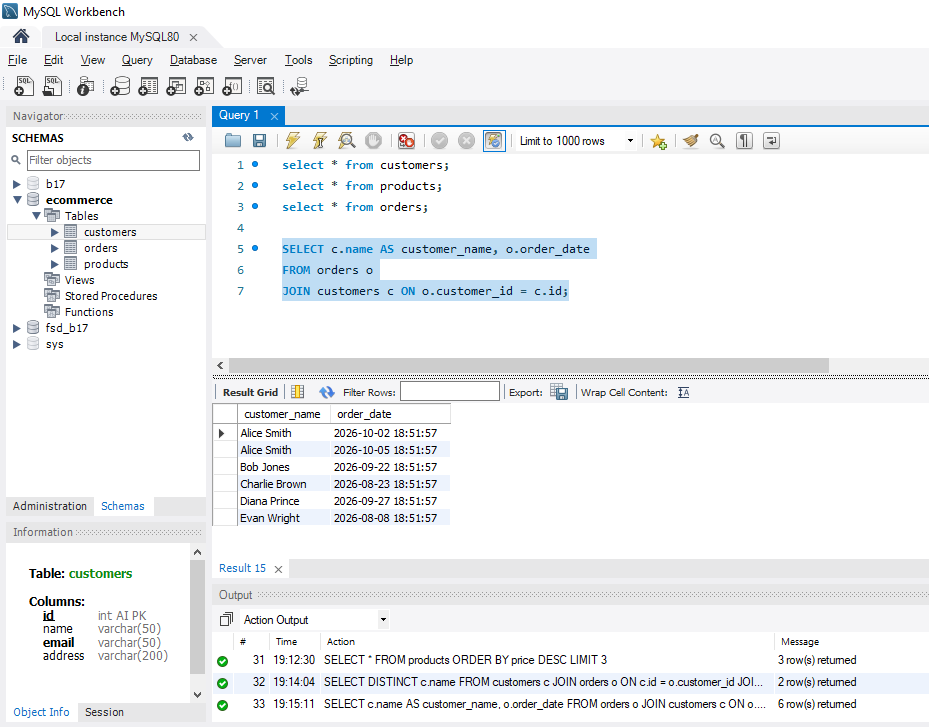 MySQL Workbench
Local instance MySQL80
File Edit View Query Database Server Tools Scripting Help
Navigator
SCHEMAS
Filter objects
b17
ecommerce
Tables
customers
orders
products
Views
Stored Procedures
Functions
fsd_b17
sys
Administration Schemas
Information
Table: customers
Columns:
id int AI PK
name varchar(50)
email varchar(50)
address varchar(200)
Object Info Session
Query 1
Limit to 1000 rows
1 select * from customers;
2 select * from products;
3 select * from orders;
4
5 SELECT c.name AS customer_name, o.order_date
6 FROM orders o
7 JOIN customers c ON o.customer_id = c.id;
Result Grid Filter Rows: Export: Wrap Cell Content:
customer_name order_date
Alice Smith 2026-10-02 18:51:57
Alice Smith 2026-10-05 18:51:57
Bob Jones 2026-09-22 18:51:57
Charlie Brown 2026-08-23 18:51:57
Diana Prince 2026-09-27 18:51:57
Evan Wright 2026-08-08 18:51:57
Result 15
Output
Action Output
# Time Action Message
31 19:12:30 SELECT * FROM products ORDER BY price DESC LIMIT 3 3 row(s) returned
32 19:14:04 SELECT DISTINCT c.name FROM customers c JOIN orders o ON c.id = o.customer_id JOI... 2 row(s) returned
33 19:15:11 SELECT c.name AS customer_name, o.order_date FROM orders o JOIN customers c ON o.... 6 row(s) returned